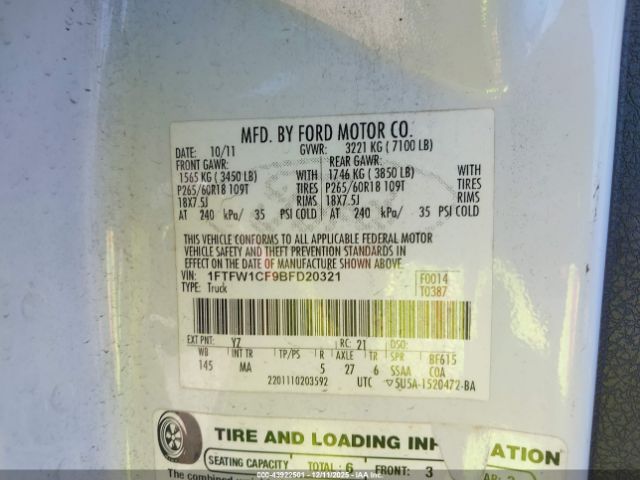 MFD. BY FORD MOTOR CO.
DATE: 10/11 GVWR: 3221 KG ( 7100 LB)
FRONT GAWR: REAR GAWR:
1565 KG ( 3450 LB) WITH 1746 KG ( 3850 LB) WITH
P265/60R18 109T TIRES P265/60R18 109T TIRES
18X7.5J RIMS 18X7.5J RIMS
AT 240 kPa/ 35 PSI COLD AT 240 kPa/ 35 PSI COLD
THIS VEHICLE CONFORMS TO ALL APPLICABLE FEDERAL MOTOR
VEHICLE SAFETY AND THEFT PREVENTION STANDARDS IN
EFFECT ON THE DATE OF MANUFACTURE SHOWN ABOVE.
VIN: 1FTFW1CF9BFD20321 F0014
TYPE: Truck T0387
EXT PNT: YZ RC: 21 DSO:
WB INT TR TP/PS R AXLE TR SPR BF615
145 MA 5 27 6 SSAA COA
2201110203592 UTC 5U5A-1520472-BA
TIRE AND LOADING ATION
SEATING CAPACITY TOTAL: 6 FRONT: 3
The combined
© COPART 43922501 - 12/11/2025 - IAAI HOLDINGS, LLC